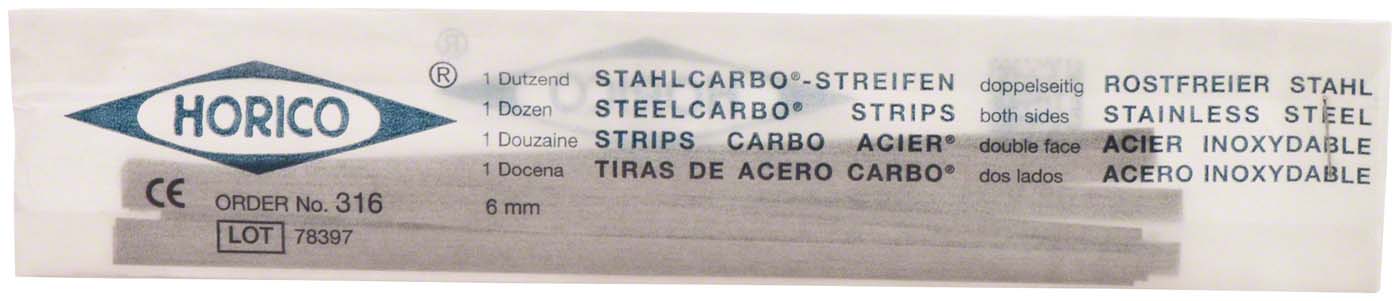 HORICO ®
1 Dutzend STAHLCARBO®-STREIFEN doppelseitig ROSTFREIER STAHL
1 Dozen STEELCARBO® STRIPS both sides STAINLESS STEEL
1 Douzaine STRIPS CARBO ACIER® double face ACIER INOXYDABLE
1 Docena TIRAS DE ACERO CARBO® dos lados ACERO INOXYDABLE
CE ORDER No. 316 6 mm
LOT 78397